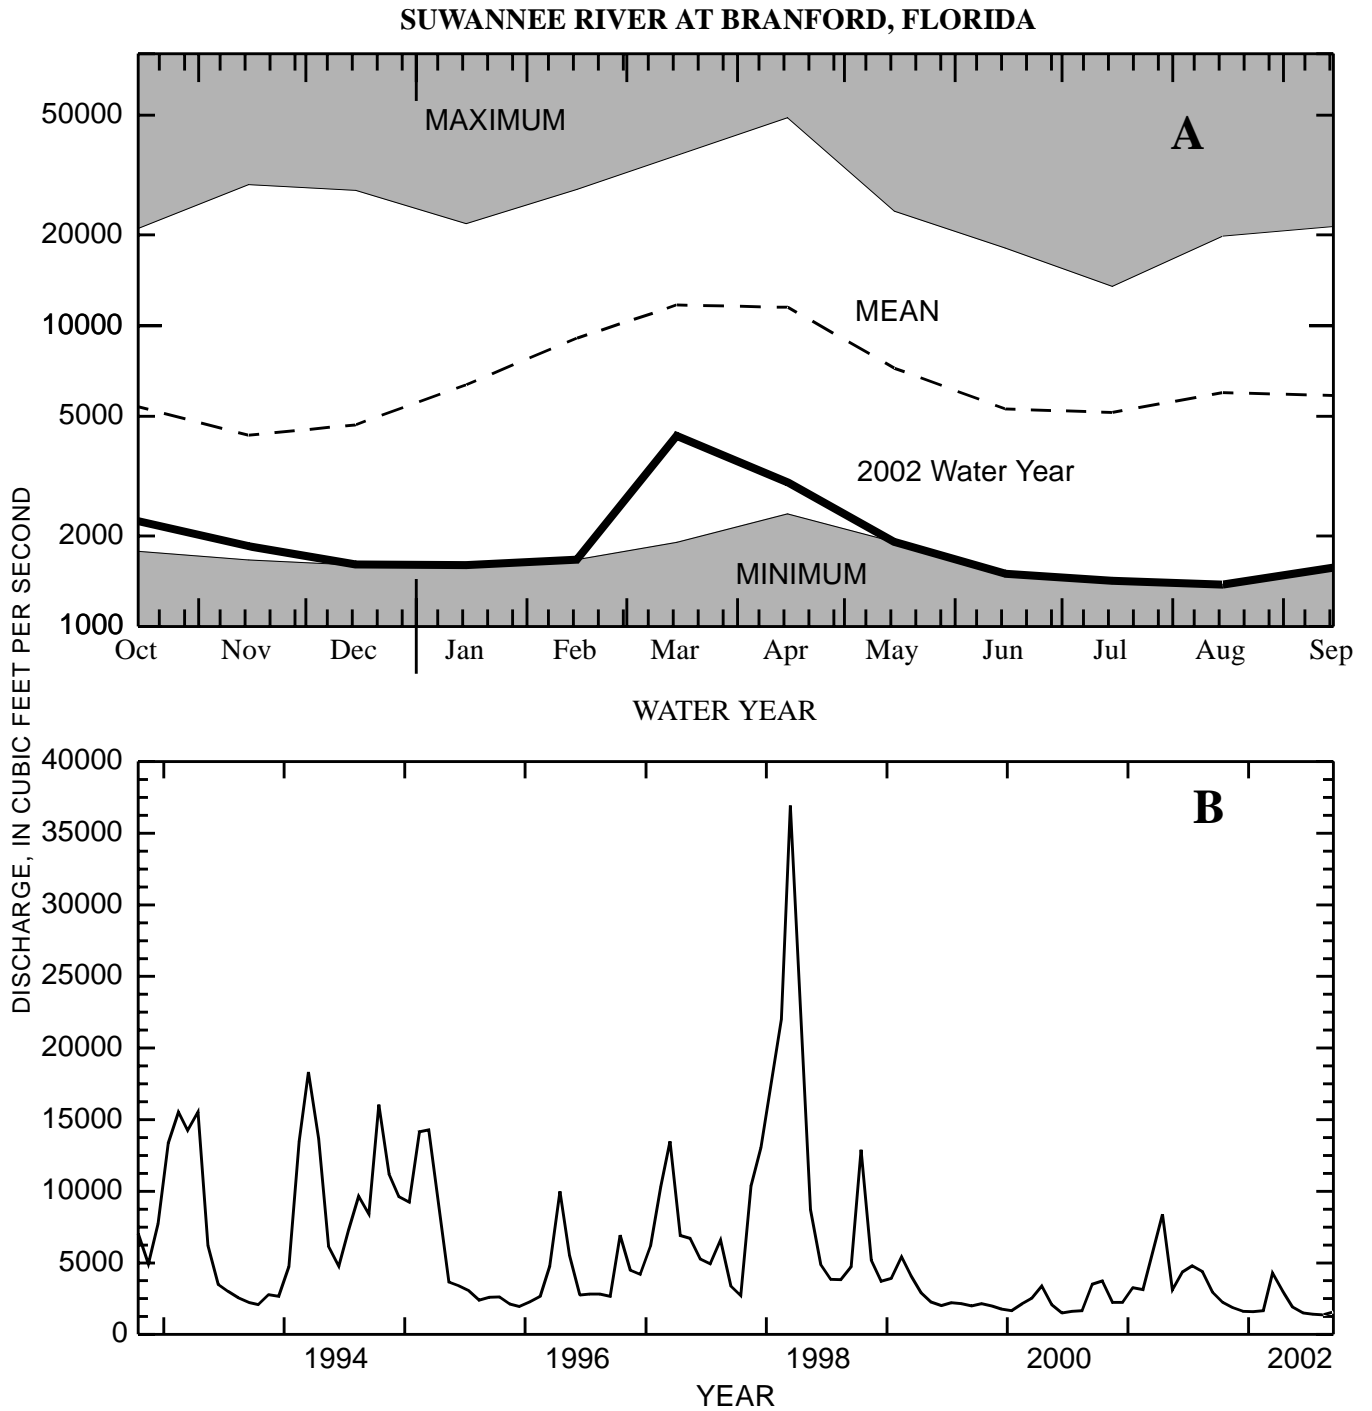 SUWANNEE RIVER AT BRANFORD, FLORIDA
50000
MAXIMUM
A
20000
10000
MEAN
5000
2002 Water Year
2000
MINIMUM
1000
Oct Nov Dec Jan Feb Mar Apr May Jun Jul Aug Sep
WATER YEAR
DISCHARGE, IN CUBIC FEET PER SECOND
40000
B
35000
30000
25000
20000
15000
10000
5000
0
1994 1996 1998 2000 2002
YEAR